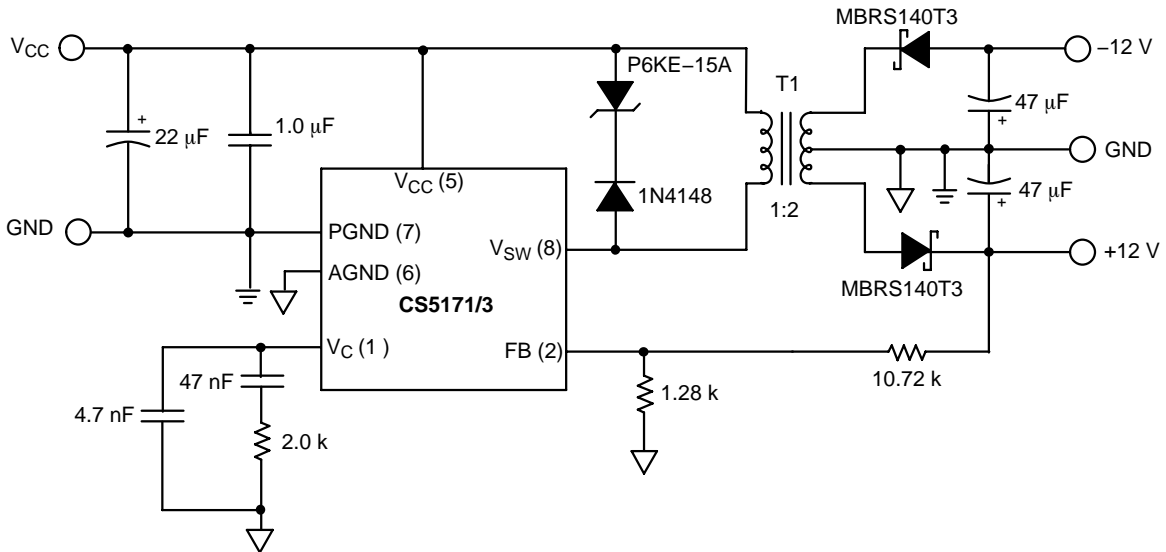 MBRS140T3
VCC
–12 V
P6KE–15A
T1
47 μF
+
22 μF
+
1.0 μF
GND
VCC (5)
1N4148
47 μF
+
1:2
GND
PGND (7)
VSW (8)
+12 V
AGND (6)
MBRS140T3
CS5171/3
VC (1 )
FB (2)
47 nF
10.72 k
1.28 k
4.7 nF
2.0 k